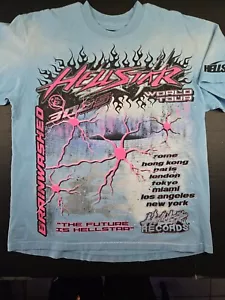 HELLSTAR
WORLD
TOUR
HELLS
BRAINWASHED
rome
hong kong
paris
london
tokyo
miami
los angeles
new york
"THE FUTURE
IS HELLSTAR"
RECORDS